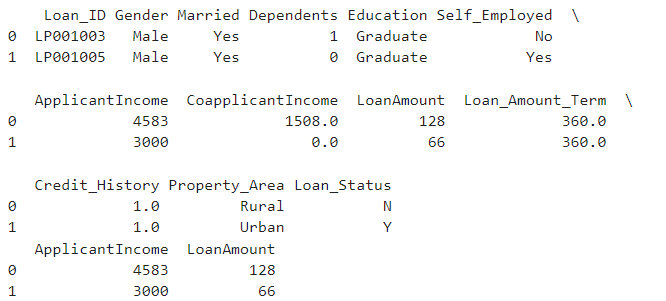 Loan_ID Gender Married Dependents Education Self_Employed \
0 LP001003 Male Yes 1 Graduate No
1 LP001005 Male Yes 0 Graduate Yes
ApplicantIncome CoapplicantIncome LoanAmount Loan_Amount_Term \
0 4583 1508.0 128 360.0
1 3000 0.0 66 360.0
Credit_History Property_Area Loan_Status
0 1.0 Rural N
1 1.0 Urban Y
ApplicantIncome LoanAmount
0 4583 128
1 3000 66